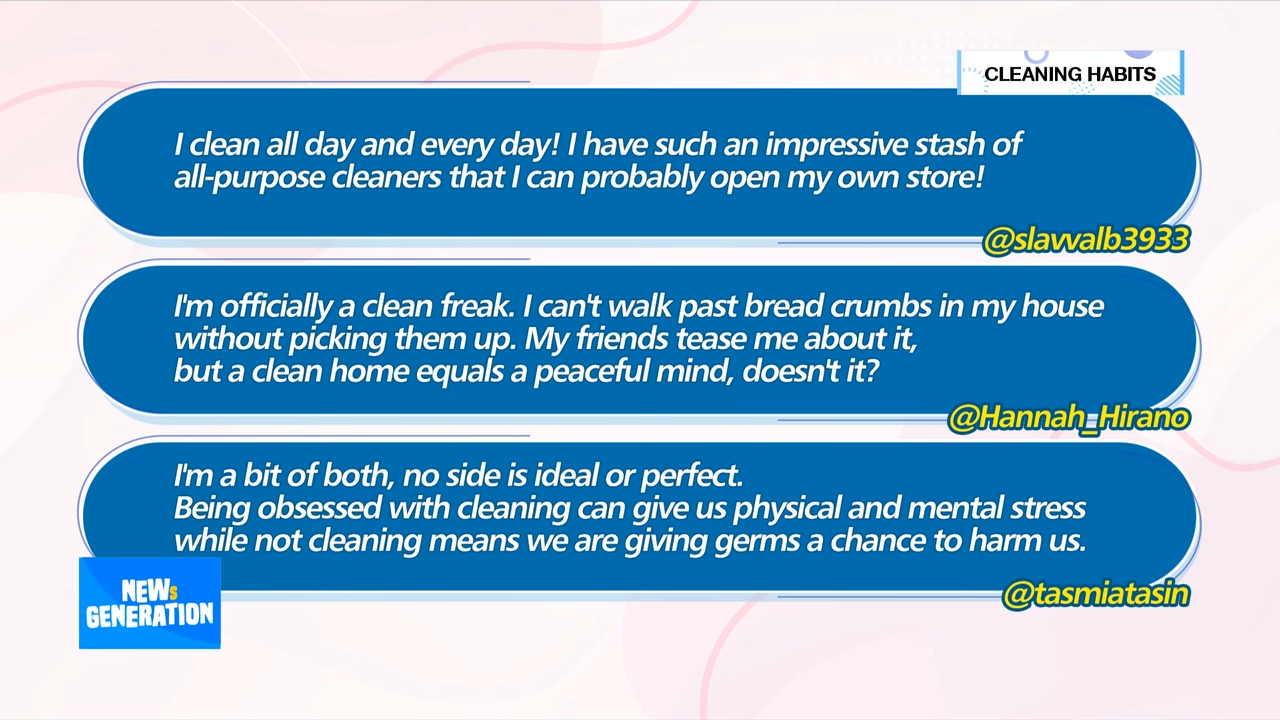 CLEANING HABITS
I clean all day and every day! I have such an impressive stash of
all-purpose cleaners that I can probably open my own store!
@slavvalb3933
I'm officially a clean freak. I can't walk past bread crumbs in my house
without picking them up. My friends tease me about it,
but a clean home equals a peaceful mind, doesn't it?
@Hannah_Hirano
I'm a bit of both, no side is ideal or perfect.
Being obsessed with cleaning can give us physical and mental stress
while not cleaning means we are giving germs a chance to harm us.
@tasmiatasin
NEWs
GENERATION